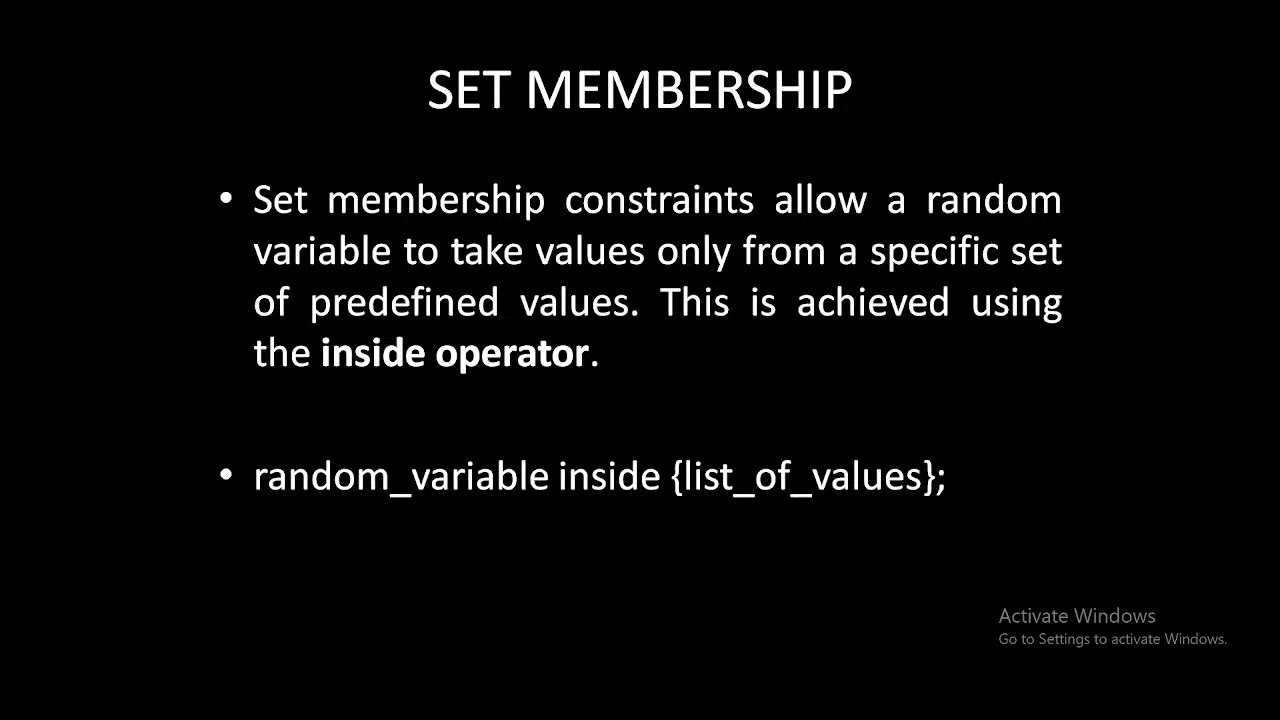 SET MEMBERSHIP
• Set membership constraints allow a random
variable to take values only from a specific set
of predefined values. This is achieved using
the inside operator.
• random_variable inside {list_of_values};
Activate Windows
Go to Settings to activate Windows.